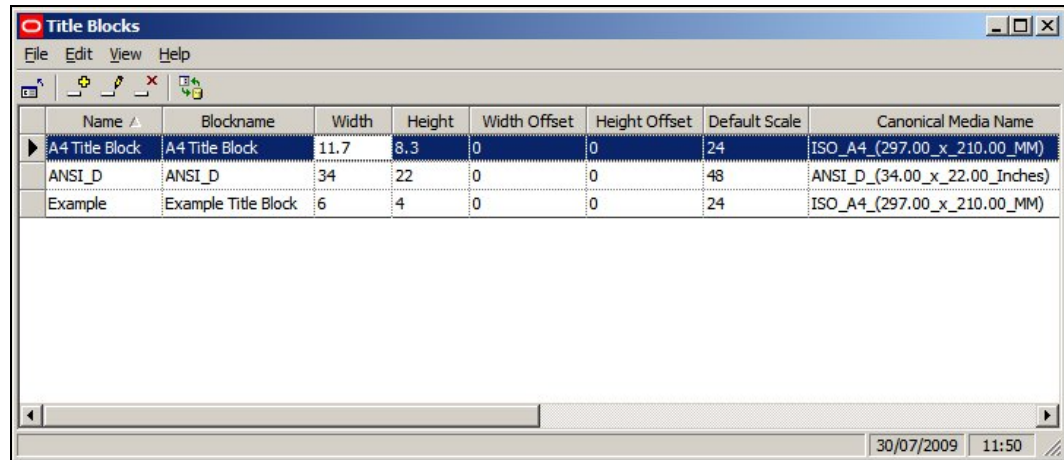 Title Blocks
File Edit View Help
Name Blockname Width Height Width Offset Height Offset Default Scale Canonical Media Name
A4 Title Block A4 Title Block 11.7 8.3 0 0 24 ISO_A4_(297.00_x_210.00_MM)
ANSI_D ANSI_D 34 22 0 0 48 ANSI_D_(34.00_x_22.00_Inches)
Example Example Title Block 6 4 0 0 24 ISO_A4_(297.00_x_210.00_MM)
30/07/2009 11:50